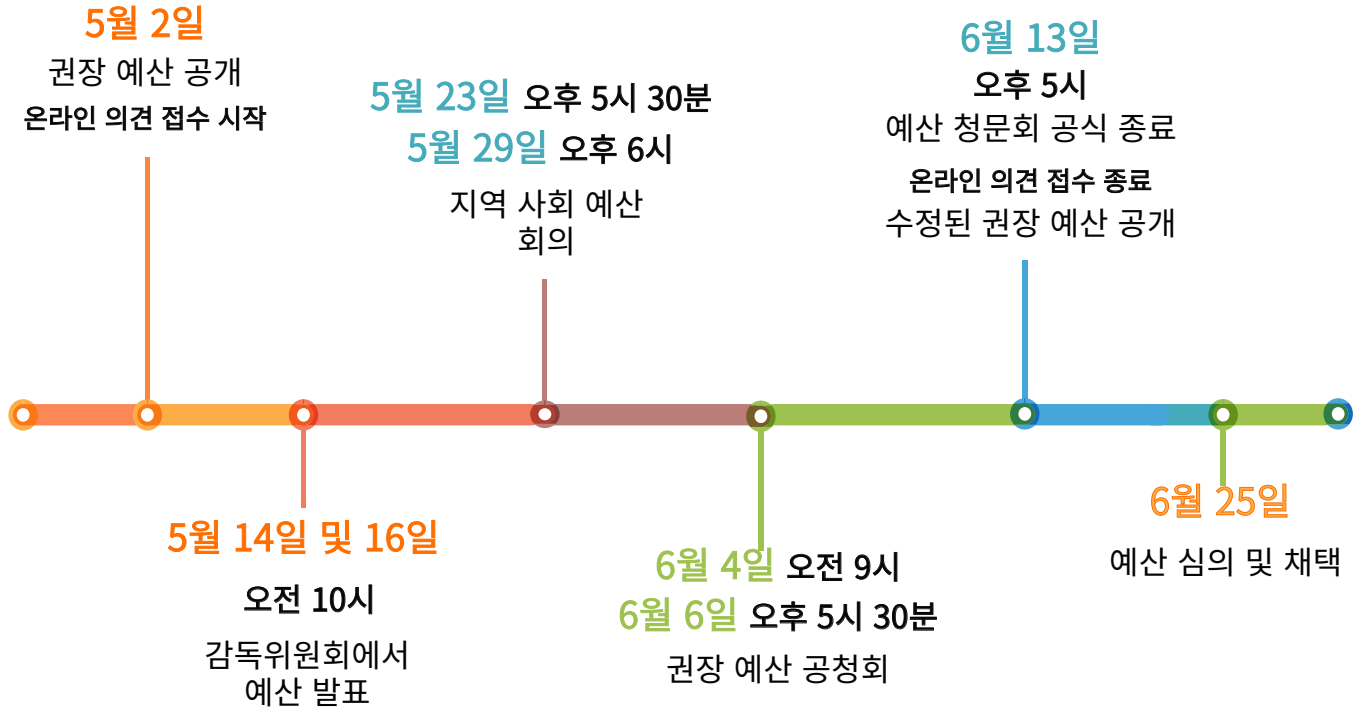 5월 2일
권장 예산 공개
온라인 의견 접수 시작
5월 14일 및 16일
오전 10시
감독위원회에서
예산 발표
5월 23일 오후 5시 30분
5월 29일 오후 6시
지역 사회 예산
회의
6월 4일 오전 9시
6월 6일 오후 5시 30분
권장 예산 공청회
6월 13일
오후 5시
예산 청문회 공식 종료
온라인 의견 접수 종료
수정된 권장 예산 공개
6월 25일
예산 심의 및 채택